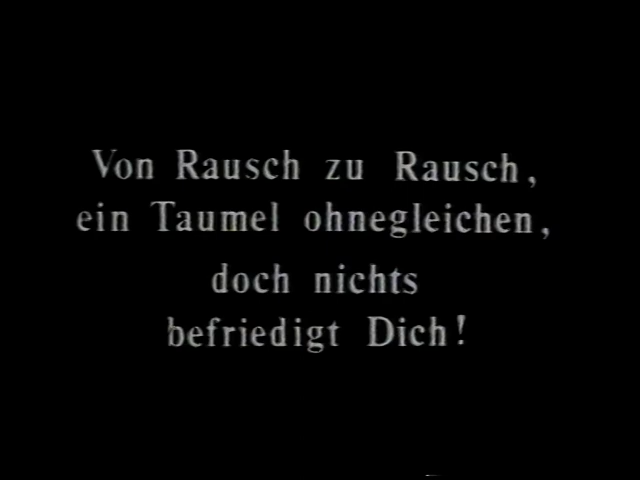 Von Rausch zu Rausch,
ein Taumel ohnegleichen,
doch nichts
befriedigt Dich!